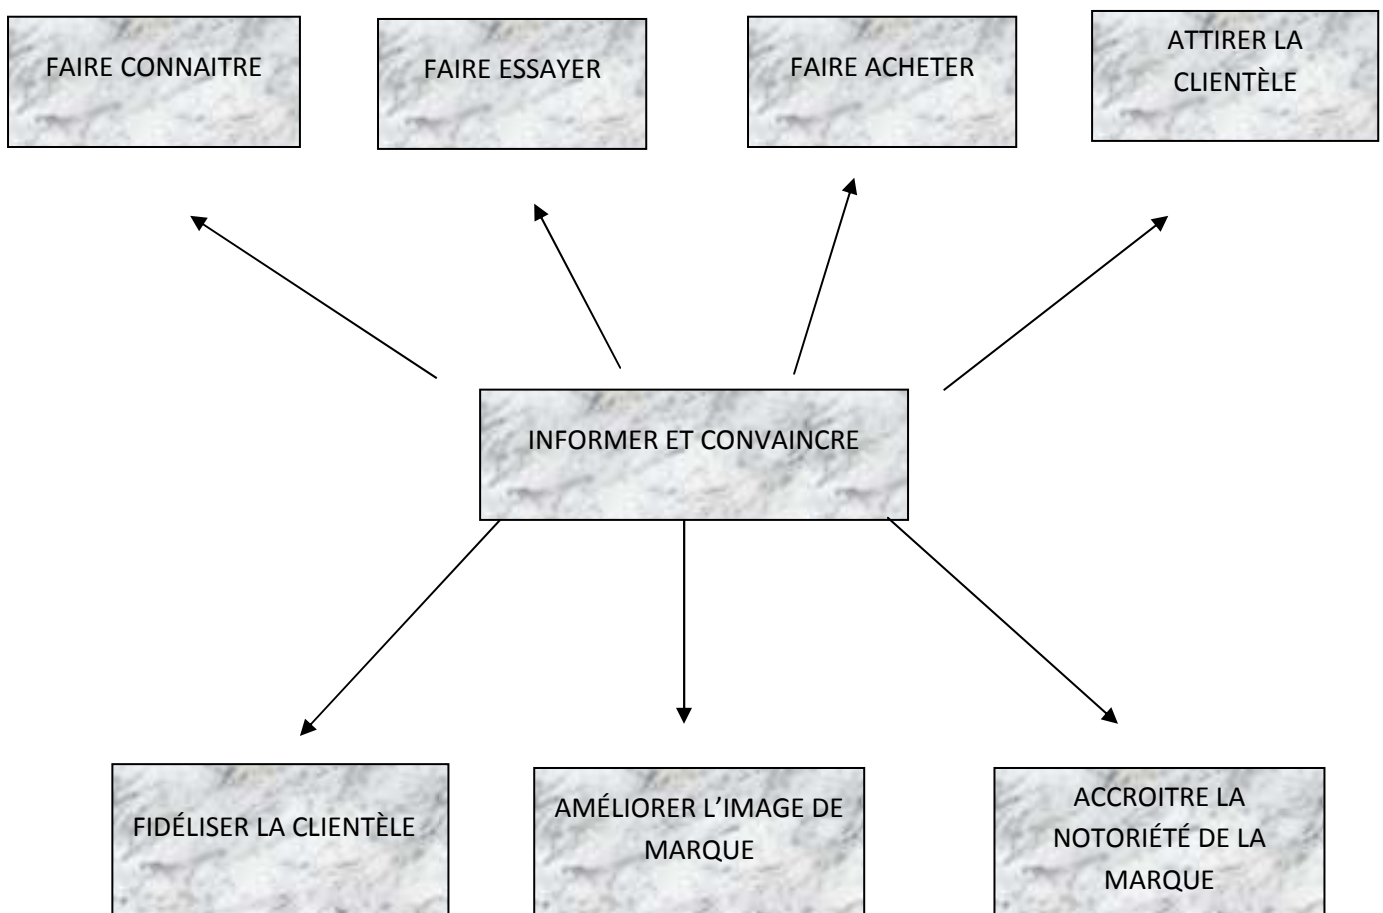 FAIRE CONNAITRE
FAIRE ESSAYER
FAIRE ACHETER
ATTIRER LA
CLIENTÈLE
INFORMER ET CONVAINCRE
FIDÉLISER LA CLIENTÈLE
AMÉLIORER L’IMAGE DE
MARQUE
ACCROITRE LA
NOTORIÉTÉ DE LA
MARQUE